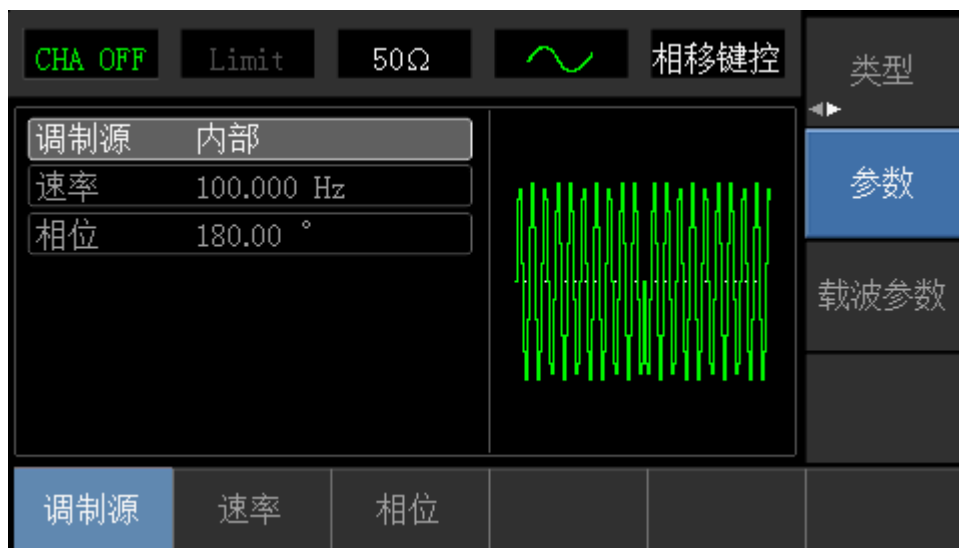 CHA OFF Limit 50Ω 相移键控 类型
调制源 内部
速率 100.000 Hz
相位 180.00 °
参数
载波参数
调制源 速率 相位